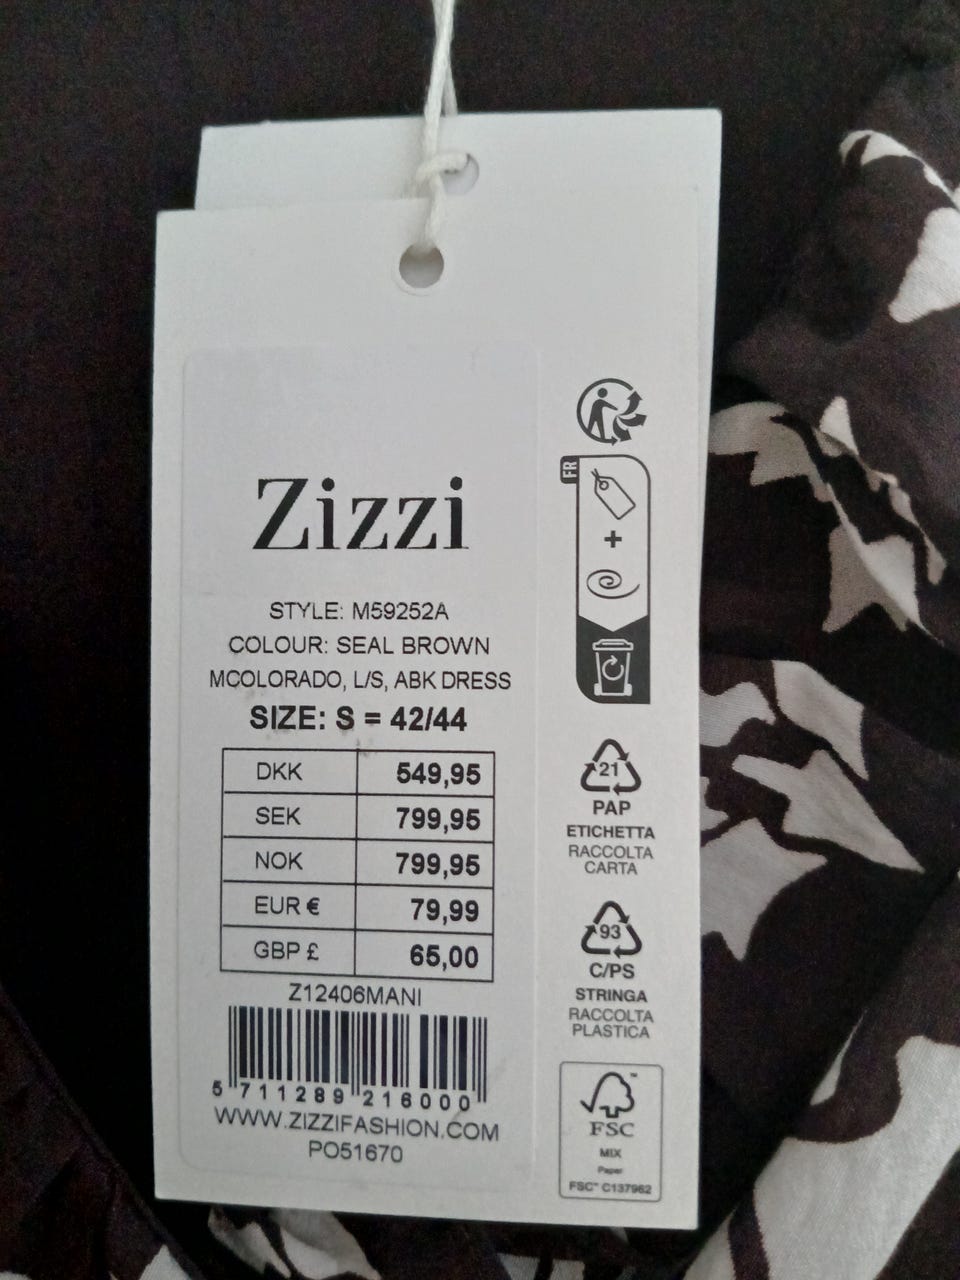 Zizzi
STYLE: M59252A
COLOUR: SEAL BROWN
MCOLORADO, L/S, ABK DRESS
SIZE: S = 42/44
DKK 549,95
SEK 799,95
NOK 799,95
EUR € 79,99
GBP £ 65,00
Z12406MANI
5 711289 216000
WWW.ZIZZIFASHION.COM
PO51670
FR
+
21
PAP
ETICHETTA
RACCOLTA
CARTA
93
C/PS
STRINGA
RACCOLTA
PLASTICA
FSC™
MIX
Paper
FSC™ C137962